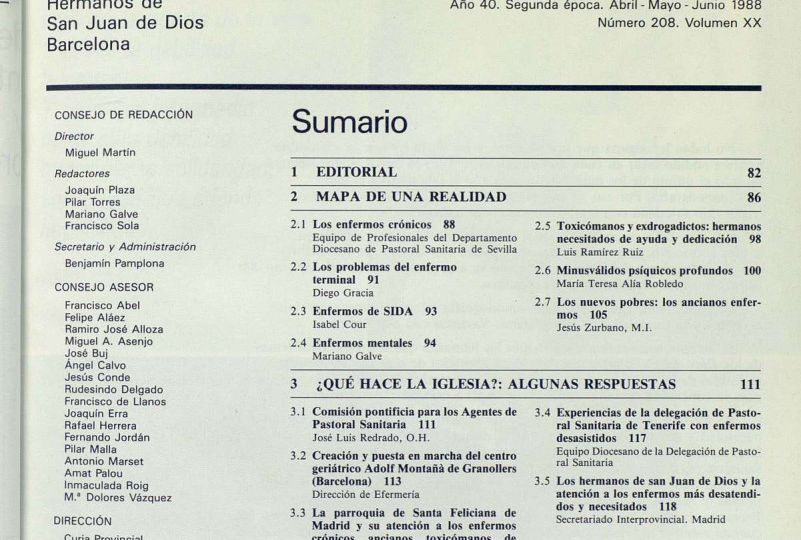 Hermanos de
San Juan de Dios
Barcelona
Año 40. Segunda época. Abril - Mayo - Junio 1988
Número 208. Volumen XX
CONSEJO DE REDACCIÓN
Director
Miguel Martín
Redactores
Joaquín Plaza
Pilar Torres
Mariano Galve
Francisco Sola
Secretario y Administración
Benjamín Pamplona
CONSEJO ASESOR
Francisco Abel
Felipe Aláez
Ramiro José Alloza
Miguel A. Asenjo
José Buj
Ángel Calvo
Jesús Conde
Rudesindo Delgado
Francisco de Llanos
Joaquín Erra
Rafael Herrera
Fernando Jordán
Pilar Malla
Antonio Marset
Amat Palou
Inmaculada Roig
M.ª Dolores Vázquez
DIRECCIÓN
Curia Provincial
Sumario
1 EDITORIAL 82
2 MAPA DE UNA REALIDAD 86
2.1 Los enfermos crónicos 88
Equipo de Profesionales del Departamento
Diocesano de Pastoral Sanitaria de Sevilla
2.2 Los problemas del enfermo
terminal 91
Diego Gracia
2.3 Enfermos de SIDA 93
Isabel Cour
2.4 Enfermos mentales 94
Mariano Galve
2.5 Toxicómanos y exdrogadictos: hermanos
necesitados de ayuda y dedicación 98
Luis Ramírez Ruiz
2.6 Minusválidos psíquicos profundos 100
María Teresa Alía Robledo
2.7 Los nuevos pobres: los ancianos enfer-
mos 105
Jesús Zurbano, M.I.
3 ¿QUÉ HACE LA IGLESIA?: ALGUNAS RESPUESTAS 111
3.1 Comisión pontificia para los Agentes de
Pastoral Sanitaria 111
José Luis Redrado, O.H.
3.2 Creación y puesta en marcha del centro
geriátrico Adolf Montañà de Granollers
(Barcelona) 113
Dirección de Efermería
3.3 La parroquia de Santa Feliciana de
Madrid y su atención a los enfermos
crónicos, ancianos, toxicómanos de
3.4 Experiencias de la delegación de Pasto-
ral Sanitaria de Tenerife con enfermos
desasistidos 117
Equipo Diocesano de la Delegación de Pasto-
ral Sanitaria
3.5 Los hermanos de san Juan de Dios y la
atención a los enfermos más desatendi-
dos y necesitados 118
Secretariado Interprovincial. Madrid